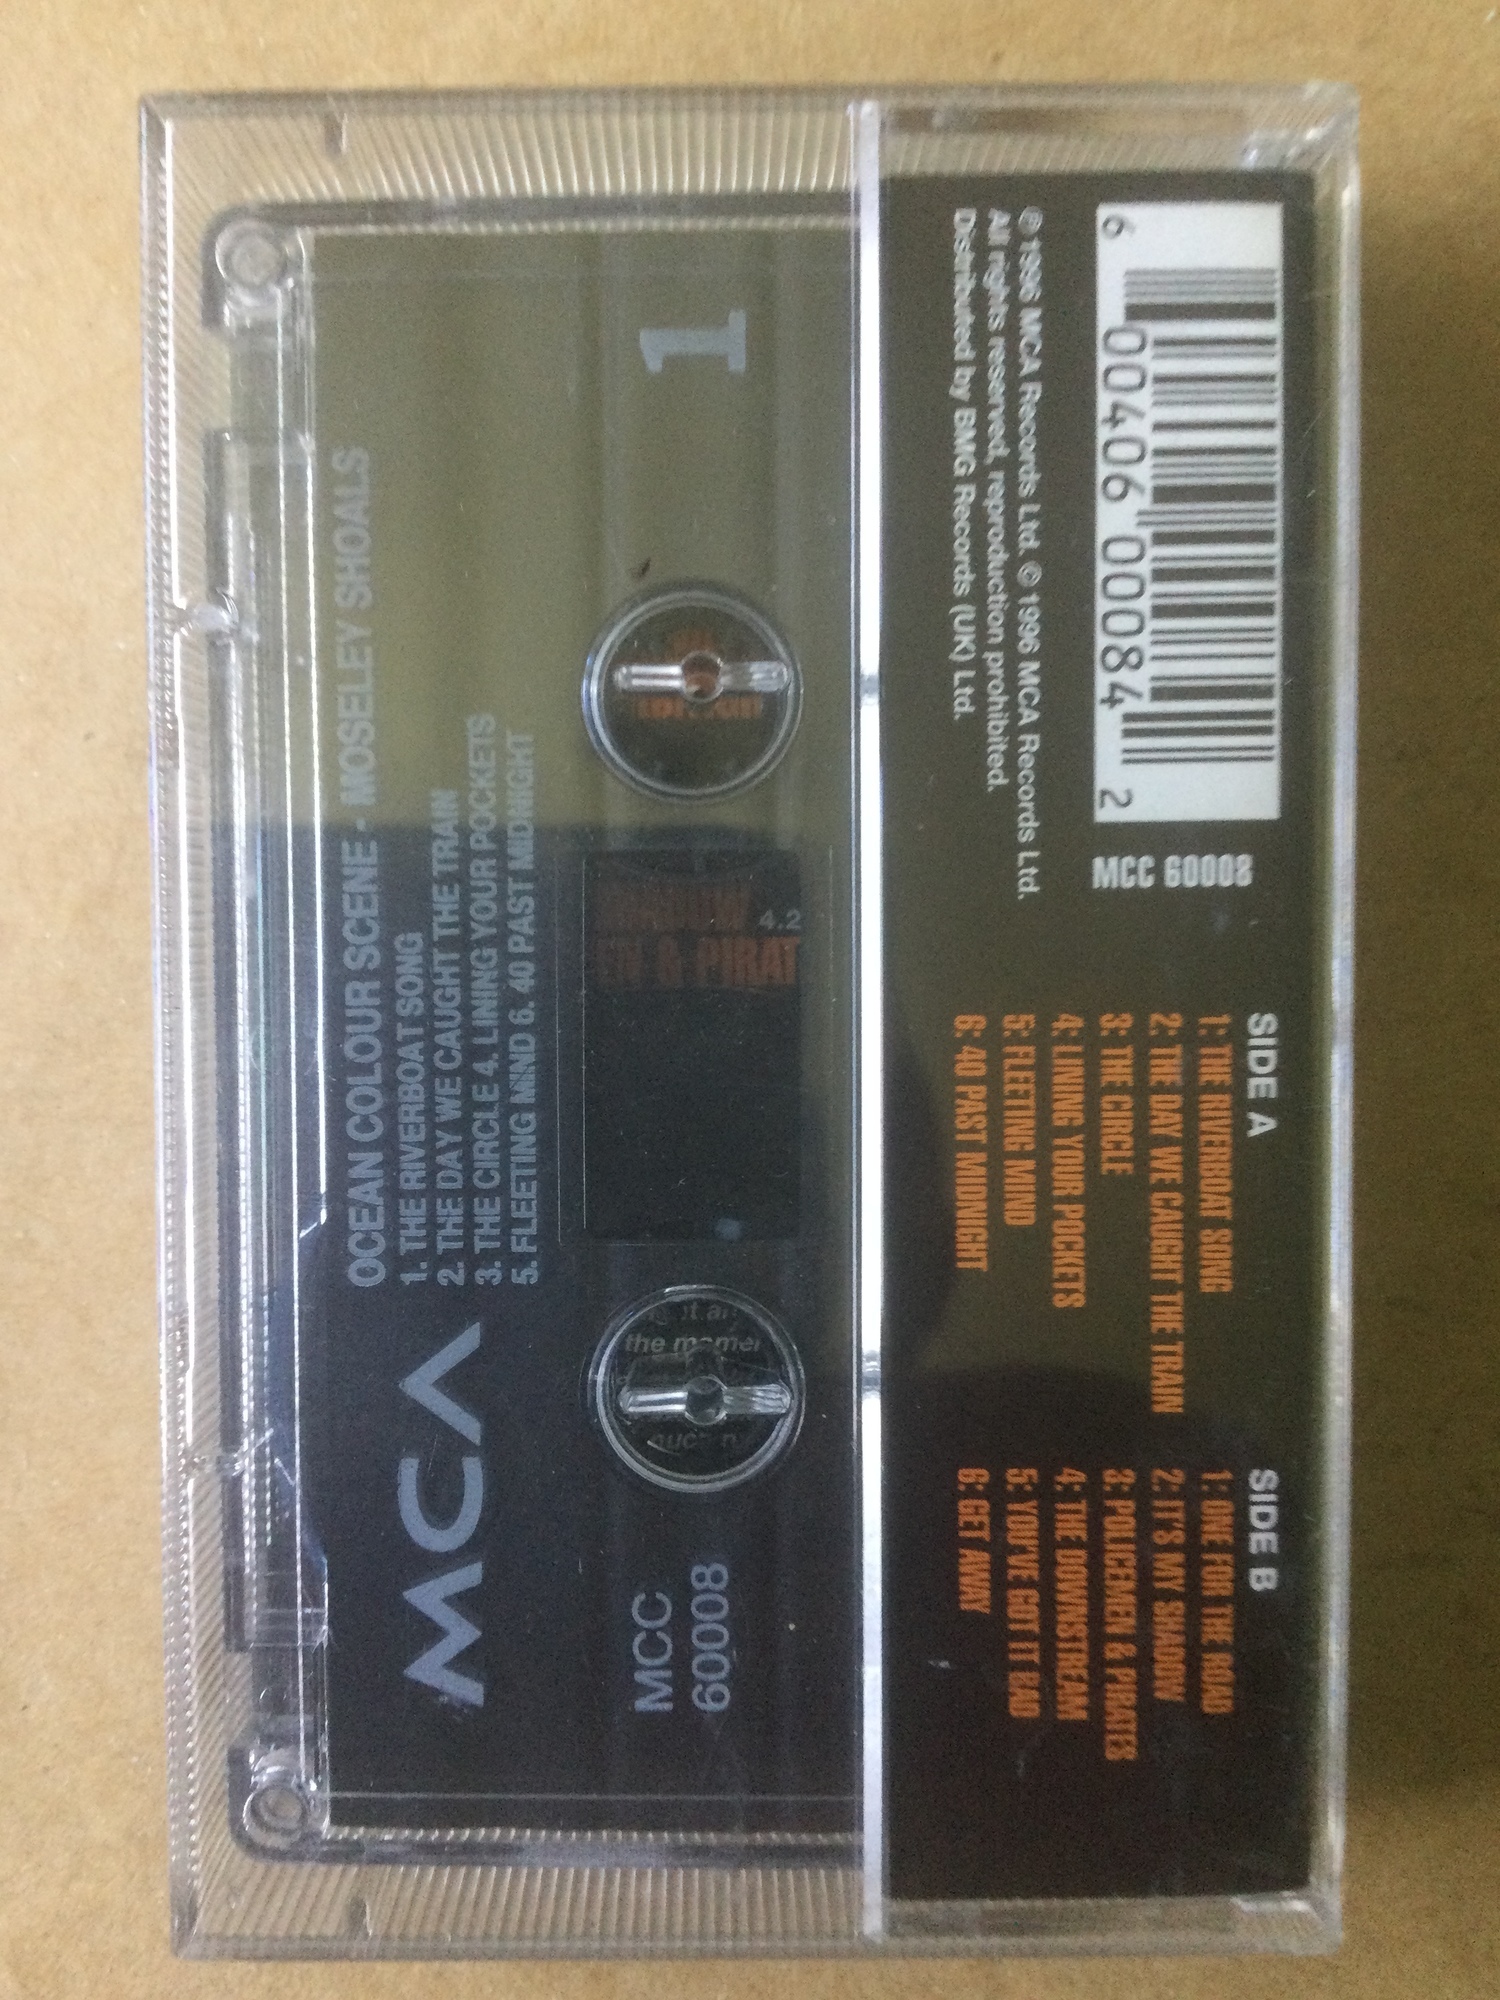 OCEAN COLOUR SCENE - MOSELEY SHOALS
1. THE RIVERBOAT SONG
2. THE DAY WE CAUGHT THE TRAIN
3. THE CIRCLE 4. LINING YOUR POCKETS
5. FLEETING MIND 6. 40 PAST MIDNIGHT
MCA
MCC
60008
1
4.2
& PIRAT
the momen
6 00406 00084 2
MCC 60008
℗ 1996 MCA Records Ltd. © 1996 MCA Records Ltd.
All rights reserved, reproduction prohibited.
Distributed by BMG Records (UK) Ltd.
SIDE A
1: THE RIVERBOAT SONG
2: THE DAY WE CAUGHT THE TRAIN
3: THE CIRCLE
4: LINING YOUR POCKETS
5: FLEETING MIND
6: 40 PAST MIDNIGHT
SIDE B
1: ONE FOR THE ROAD
2: IT'S MY SHADOW
3: POLICEMEN & PIRATES
4: THE DOWNSTREAM
5: YOU'VE GOT IT BAD
6: GET AWAY